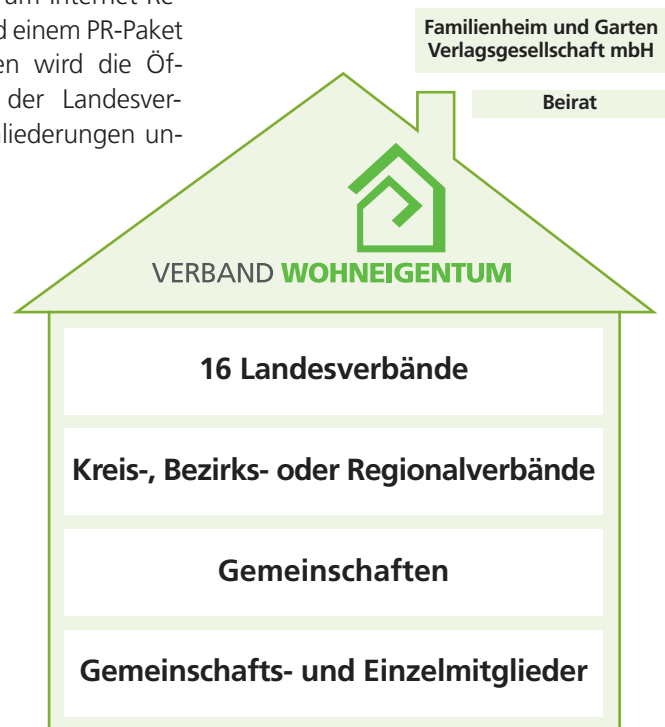 d einem PR-Paket
en wird die Öf-
der Landesver-
gliederungen un-
Familienheim und Garten
Verlagsgesellschaft mbH
Beirat
VERBAND WOHNEIGENTUM
16 Landesverbände
Kreis-, Bezirks- oder Regionalverbände
Gemeinschaften
Gemeinschafts- und Einzelmitglieder